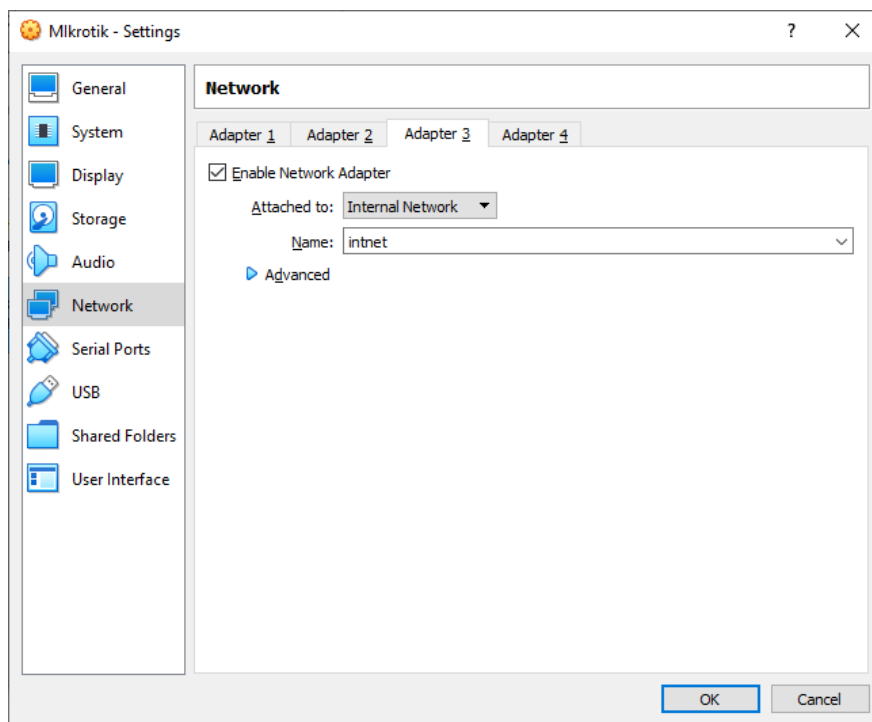 MIkrotik - Settings
?
General
System
Display
Storage
Audio
Network
Serial Ports
USB
Shared Folders
User Interface
Network
Adapter 1
Adapter 2
Adapter 3
Adapter 4
Enable Network Adapter
Attached to: Internal Network
Name: intnet
Advanced
OK
Cancel